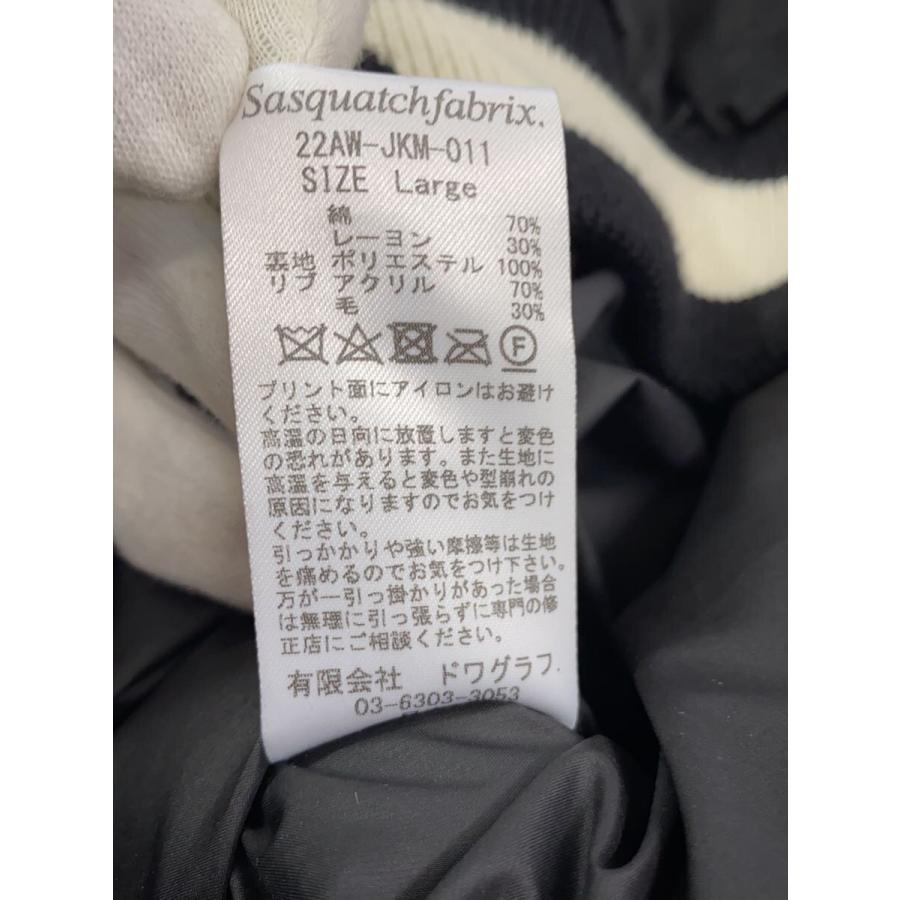 Sasquatchfabrix.
22AW-JKM-011
SIZE Large
綿 70%
レーヨン 30%
裏地 ポリエステル 100%
リブ アクリル 70%
毛 30%
F
プリント面にアイロンはお避け
ください。
高温の日向に放置しますと変色
の恐れがあります。また生地に
高温を与えると変色や型崩れの
原因になりますのでお気をつけ
ください。
引っかかりや強い摩擦等は生地
を痛めるのでお気をつけ下さい。
万が一引っ掛かりがあった場合
は無理に引っ張らずに専門の修
正店にご相談ください。
有限会社 ドワグラフ.
03-6303-3053